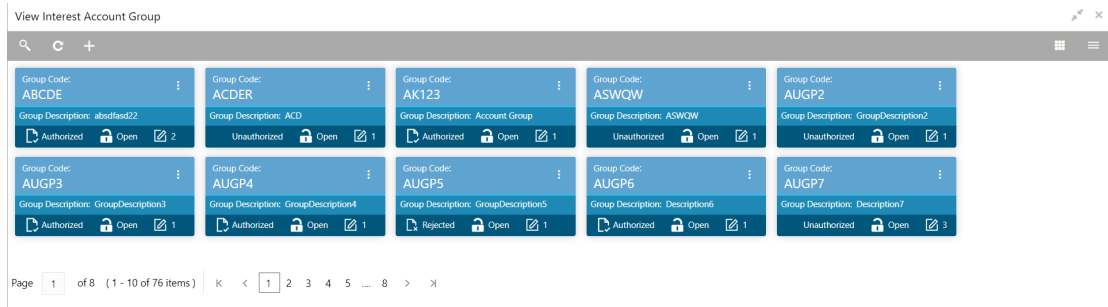 View Interest Account Group
Group Code: Group Code: Group Code: Group Code: Group Code:
ABCDE ACDER AK123 ASWQW AUGP2
Group Description: absdfasd22 Group Description: ACD Group Description: Account Group Group Description: ASWQW Group Description: GroupDescription2
Authorized Open 2 Unauthorized Open 1 Authorized Open 1 Unauthorized Open 1 Unauthorized Open 1
Group Code: Group Code: Group Code: Group Code: Group Code:
AUGP3 AUGP4 AUGP5 AUGP6 AUGP7
Group Description: GroupDescription3 Group Description: GroupDescription4 Group Description: GroupDescription5 Group Description: Description6 Group Description: Description7
Authorized Open 1 Authorized Open 1 Rejected Open 1 Authorized Open 1 Unauthorized Open 3
Page 1 of 8 ( 1 - 10 of 76 items ) 1 2 3 4 5 .... 8